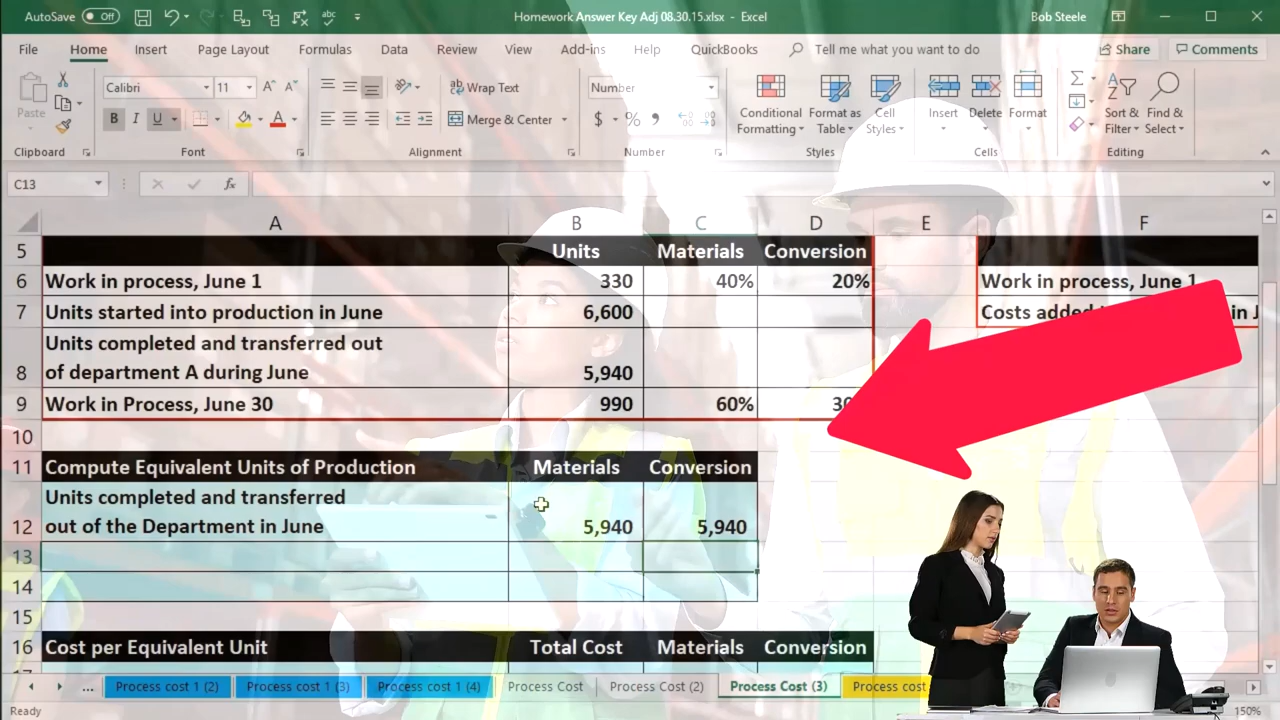 AutoSave Off Homework Answer Key Adj 08.30.15.xlsx - Excel Bob Steele
File Home Insert Page Layout Formulas Data Review View Add-ins Help QuickBooks Tell me what you want to do Share Comments
Calibri 11 Wrap Text Number
Paste B I U Merge & Center $ % Conditional Formatting Format as Table Cell Styles Insert Delete Format Sort & Filter Find & Select
Clipboard Font Alignment Number Styles Cells Editing
C13 fx
A B C D E F
5 Units Materials Conversion
6 Work in process, June 1 330 40% 20% Work in process, June 1
7 Units started into production in June 6,600 Costs added in J
Units completed and transferred out
8 of department A during June 5,940
9 Work in Process, June 30 990 60%
10
11 Compute Equivalent Units of Production Materials Conversion
Units completed and transferred
12 out of the Department in June 5,940 5,940
13
14
15
16 Cost per Equivalent Unit Total Cost Materials Conversion
... Process cost 1 (2) Process cost 1 (3) Process cost 1 (4) Process Cost Process Cost (2) Process Cost (3) Process cost
Ready 150%